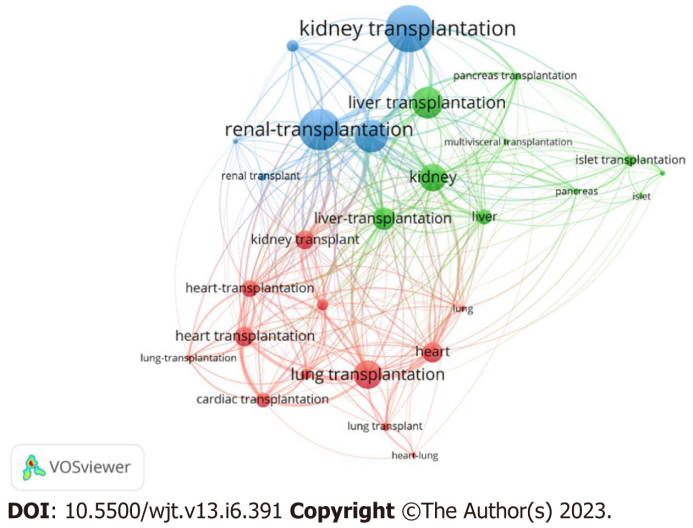 kidney transplantation
pancreas transplantation
liver transplantation
renal-transplantation
multivisceral transplantation
islet transplantation
renal transplant
kidney
pancreas
islet
liver-transplantation
liver
kidney transplant
heart-transplantation
lung
heart transplantation
heart
lung-transplantation
lung transplantation
cardiac transplantation
lung transplant
heart-lung
VOSviewer
DOI: 10.5500/wjt.v13.i6.391 Copyright ©The Author(s) 2023.